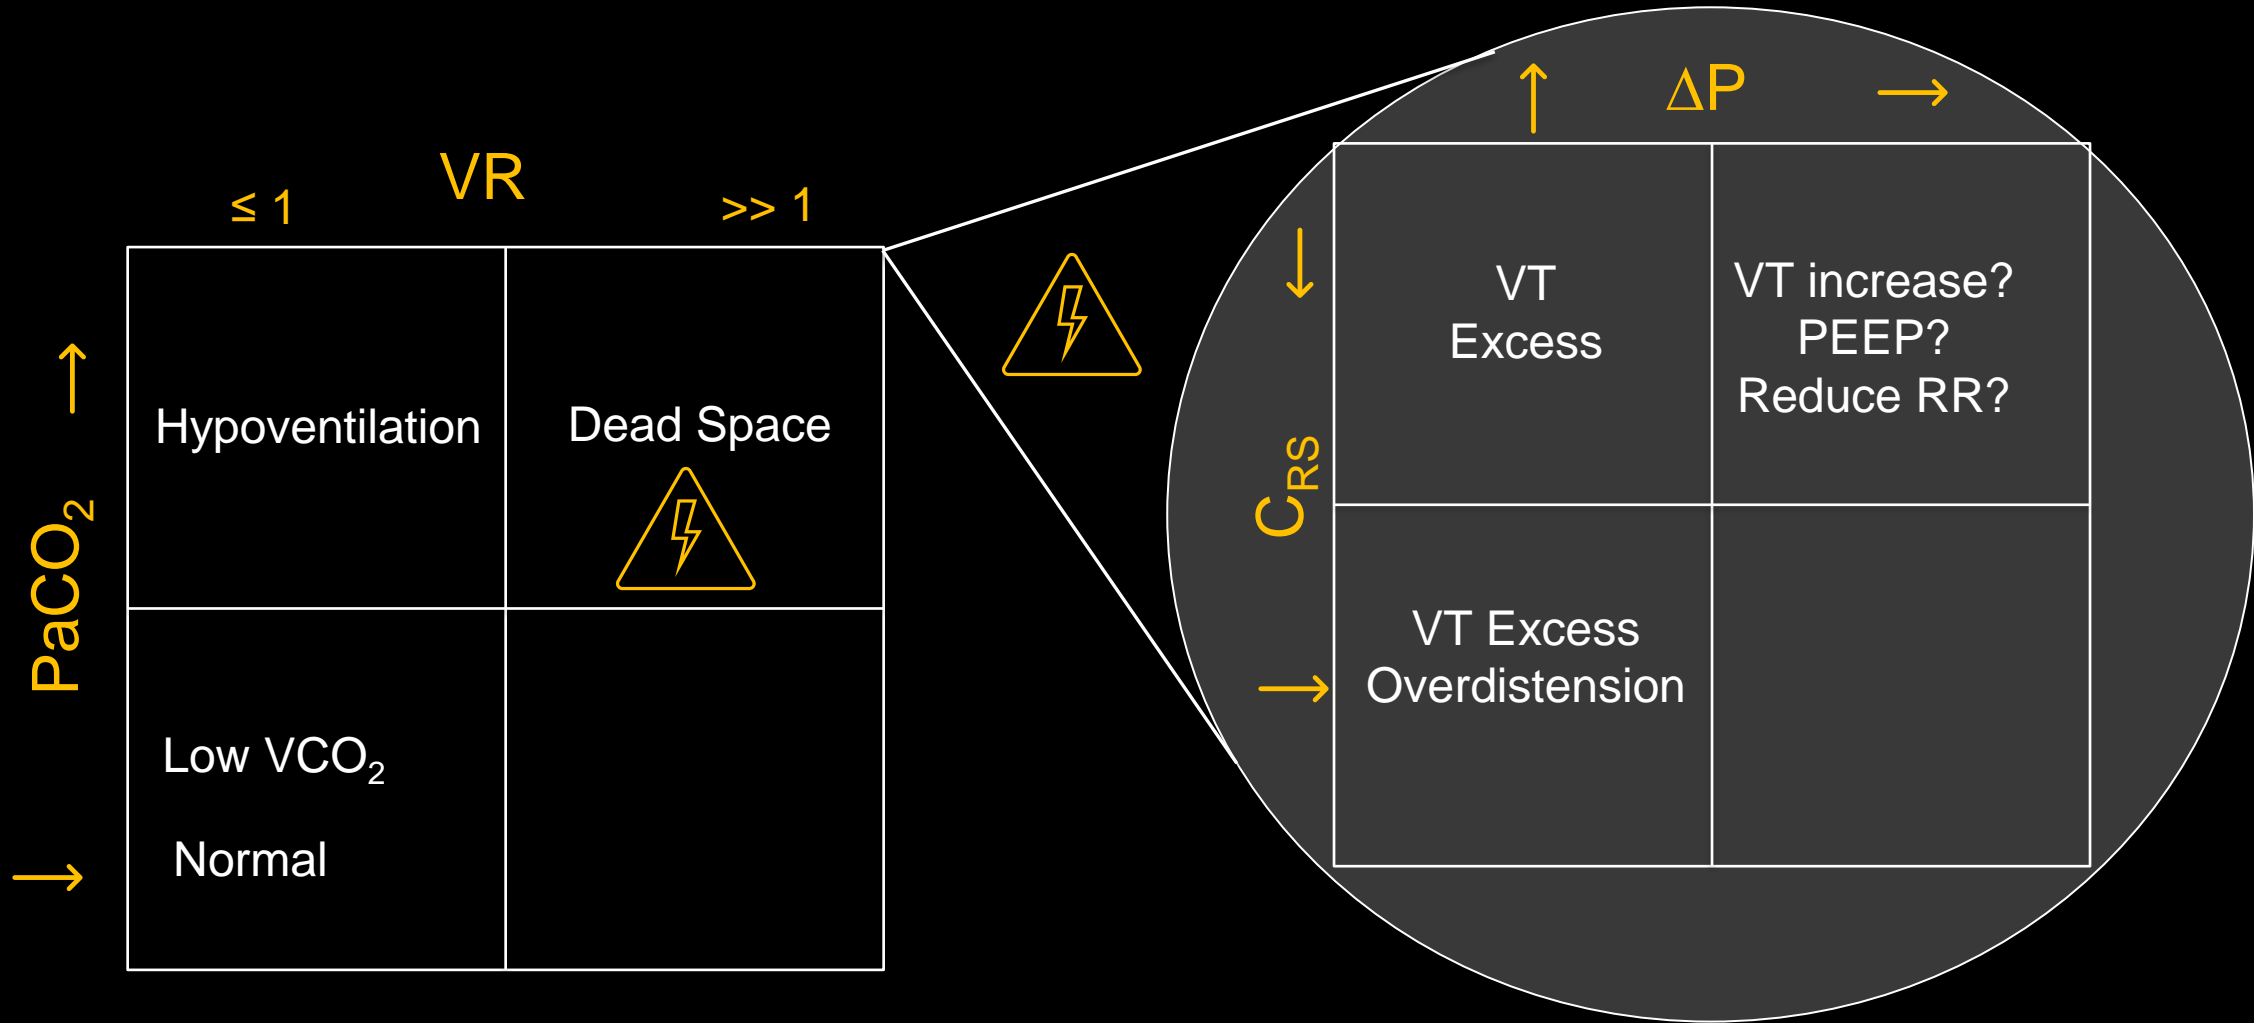 VR
≤ 1
>> 1
PaCO₂
Hypoventilation
Dead Space
Low VCO₂
Normal
↑
→
ΔP
↑
→
C_RS
↓
→
VT
Excess
VT increase?
PEEP?
Reduce RR?
VT Excess
Overdistension